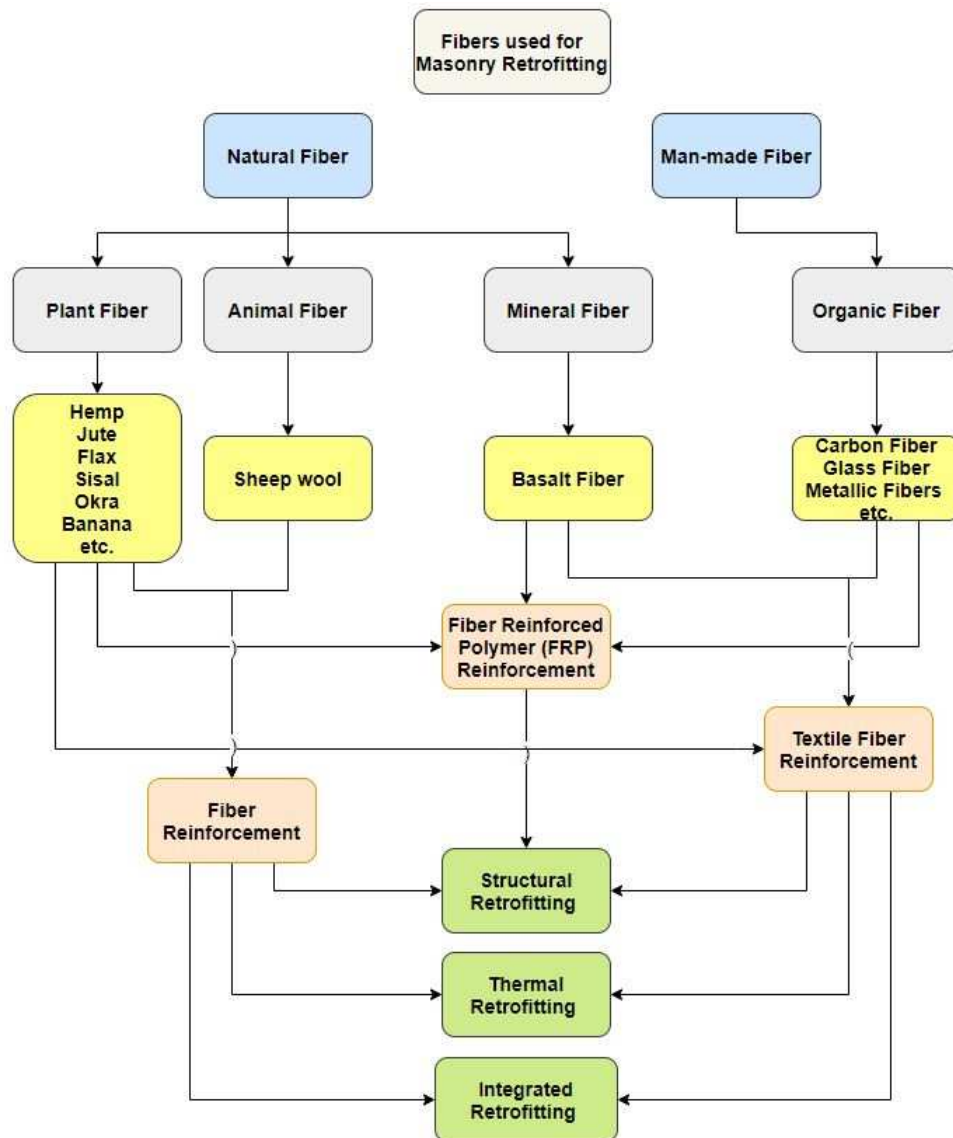 Fibers used for
Masonry Retrofitting
Natural Fiber
Man-made Fiber
Plant Fiber
Animal Fiber
Mineral Fiber
Organic Fiber
Hemp
Jute
Flax
Sisal
Okra
Banana
etc.
Sheep wool
Basalt Fiber
Carbon Fiber
Glass Fiber
Metallic Fibers
etc.
Fiber Reinforced
Polymer (FRP)
Reinforcement
Textile Fiber
Reinforcement
Fiber
Reinforcement
Structural
Retrofitting
Thermal
Retrofitting
Integrated
Retrofitting